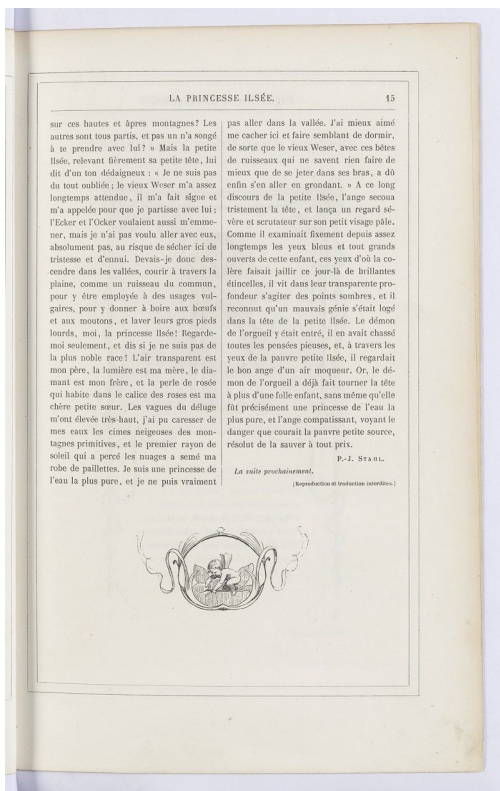 LA PRINCESSE ILSÉE. 15
sur ces hautes et âpres montagnes? Les
autres sont tous partis, et pas un n'a songé
à te prendre avec lui? » Mais la petite
Ilsée, relevant fièrement sa petite tête, lui
dit d'un ton dédaigneux : « Je ne suis pas
du tout oubliée; le vieux Weser m'a assez
longtemps attendue, il m'a fait signe et
m'a appelée pour que je partisse avec lui;
l'Ecker et l'Ocker voulaient aussi m'emme-
ner, mais je n'ai pas voulu aller avec eux,
absolument pas, au risque de sécher ici de
tristesse et d'ennui. Devais-je donc des-
cendre dans les vallées, courir à travers la
plaine, comme un ruisseau du commun,
pour y être employée à des usages vul-
gaires, pour y donner à boire aux bœufs
et aux moutons, et laver leurs gros pieds
lourds, moi, la princesse Ilsée! Regarde-
moi seulement, et dis si je ne suis pas de
la plus noble race! L'air transparent est
mon père, la lumière est ma mère, le dia-
mant est mon frère, et la perle de rosée
qui habite dans le calice des roses est ma
chère petite sœur. Les vagues du déluge
m'ont élevée très-haut, j'ai pu caresser de
mes eaux les cimes neigeuses des mon-
tagnes primitives, et le premier rayon de
soleil qui a percé les nuages a semé ma
robe de paillettes. Je suis une princesse de
l'eau la plus pure, et je ne puis vraiment
pas aller dans la vallée. J'ai mieux aimé
me cacher ici et faire semblant de dormir,
de sorte que le vieux Weser, avec ces bêtes
de ruisseaux qui ne savent rien faire de
mieux que de se jeter dans ses bras, a dû
enfin s'en aller en grondant. » A ce long
discours de la petite Ilsée, l'ange secoua
tristement la tête, et lança un regard sé-
vère et scrutateur sur son petit visage pâle.
Comme il examinait fixement depuis assez
longtemps les yeux bleus et tout grands
ouverts de cette enfant, ces yeux d'où la co-
lère faisait jaillir ce jour-là de brillantes
étincelles, il vit dans leur transparente pro-
fondeur s'agiter des points sombres, et il
reconnut qu'un mauvais génie s'était logé
dans la tête de la petite Ilsée. Le démon
de l'orgueil y était entré, il en avait chassé
toutes les pensées pieuses, et, à travers les
yeux de la pauvre petite Ilsée, il regardait
le bon ange d'un air moqueur. Or, le dé-
mon de l'orgueil a déjà fait tourner la tête
à plus d'une folle enfant, sans même qu'elle
fût précisément une princesse de l'eau la
plus pure, et l'ange compatissant, voyant le
danger que courait la pauvre petite source,
résolut de la sauver à tout prix.
P.-J. STAHL.
La suite prochainement.
(Reproduction et traduction interdites.)